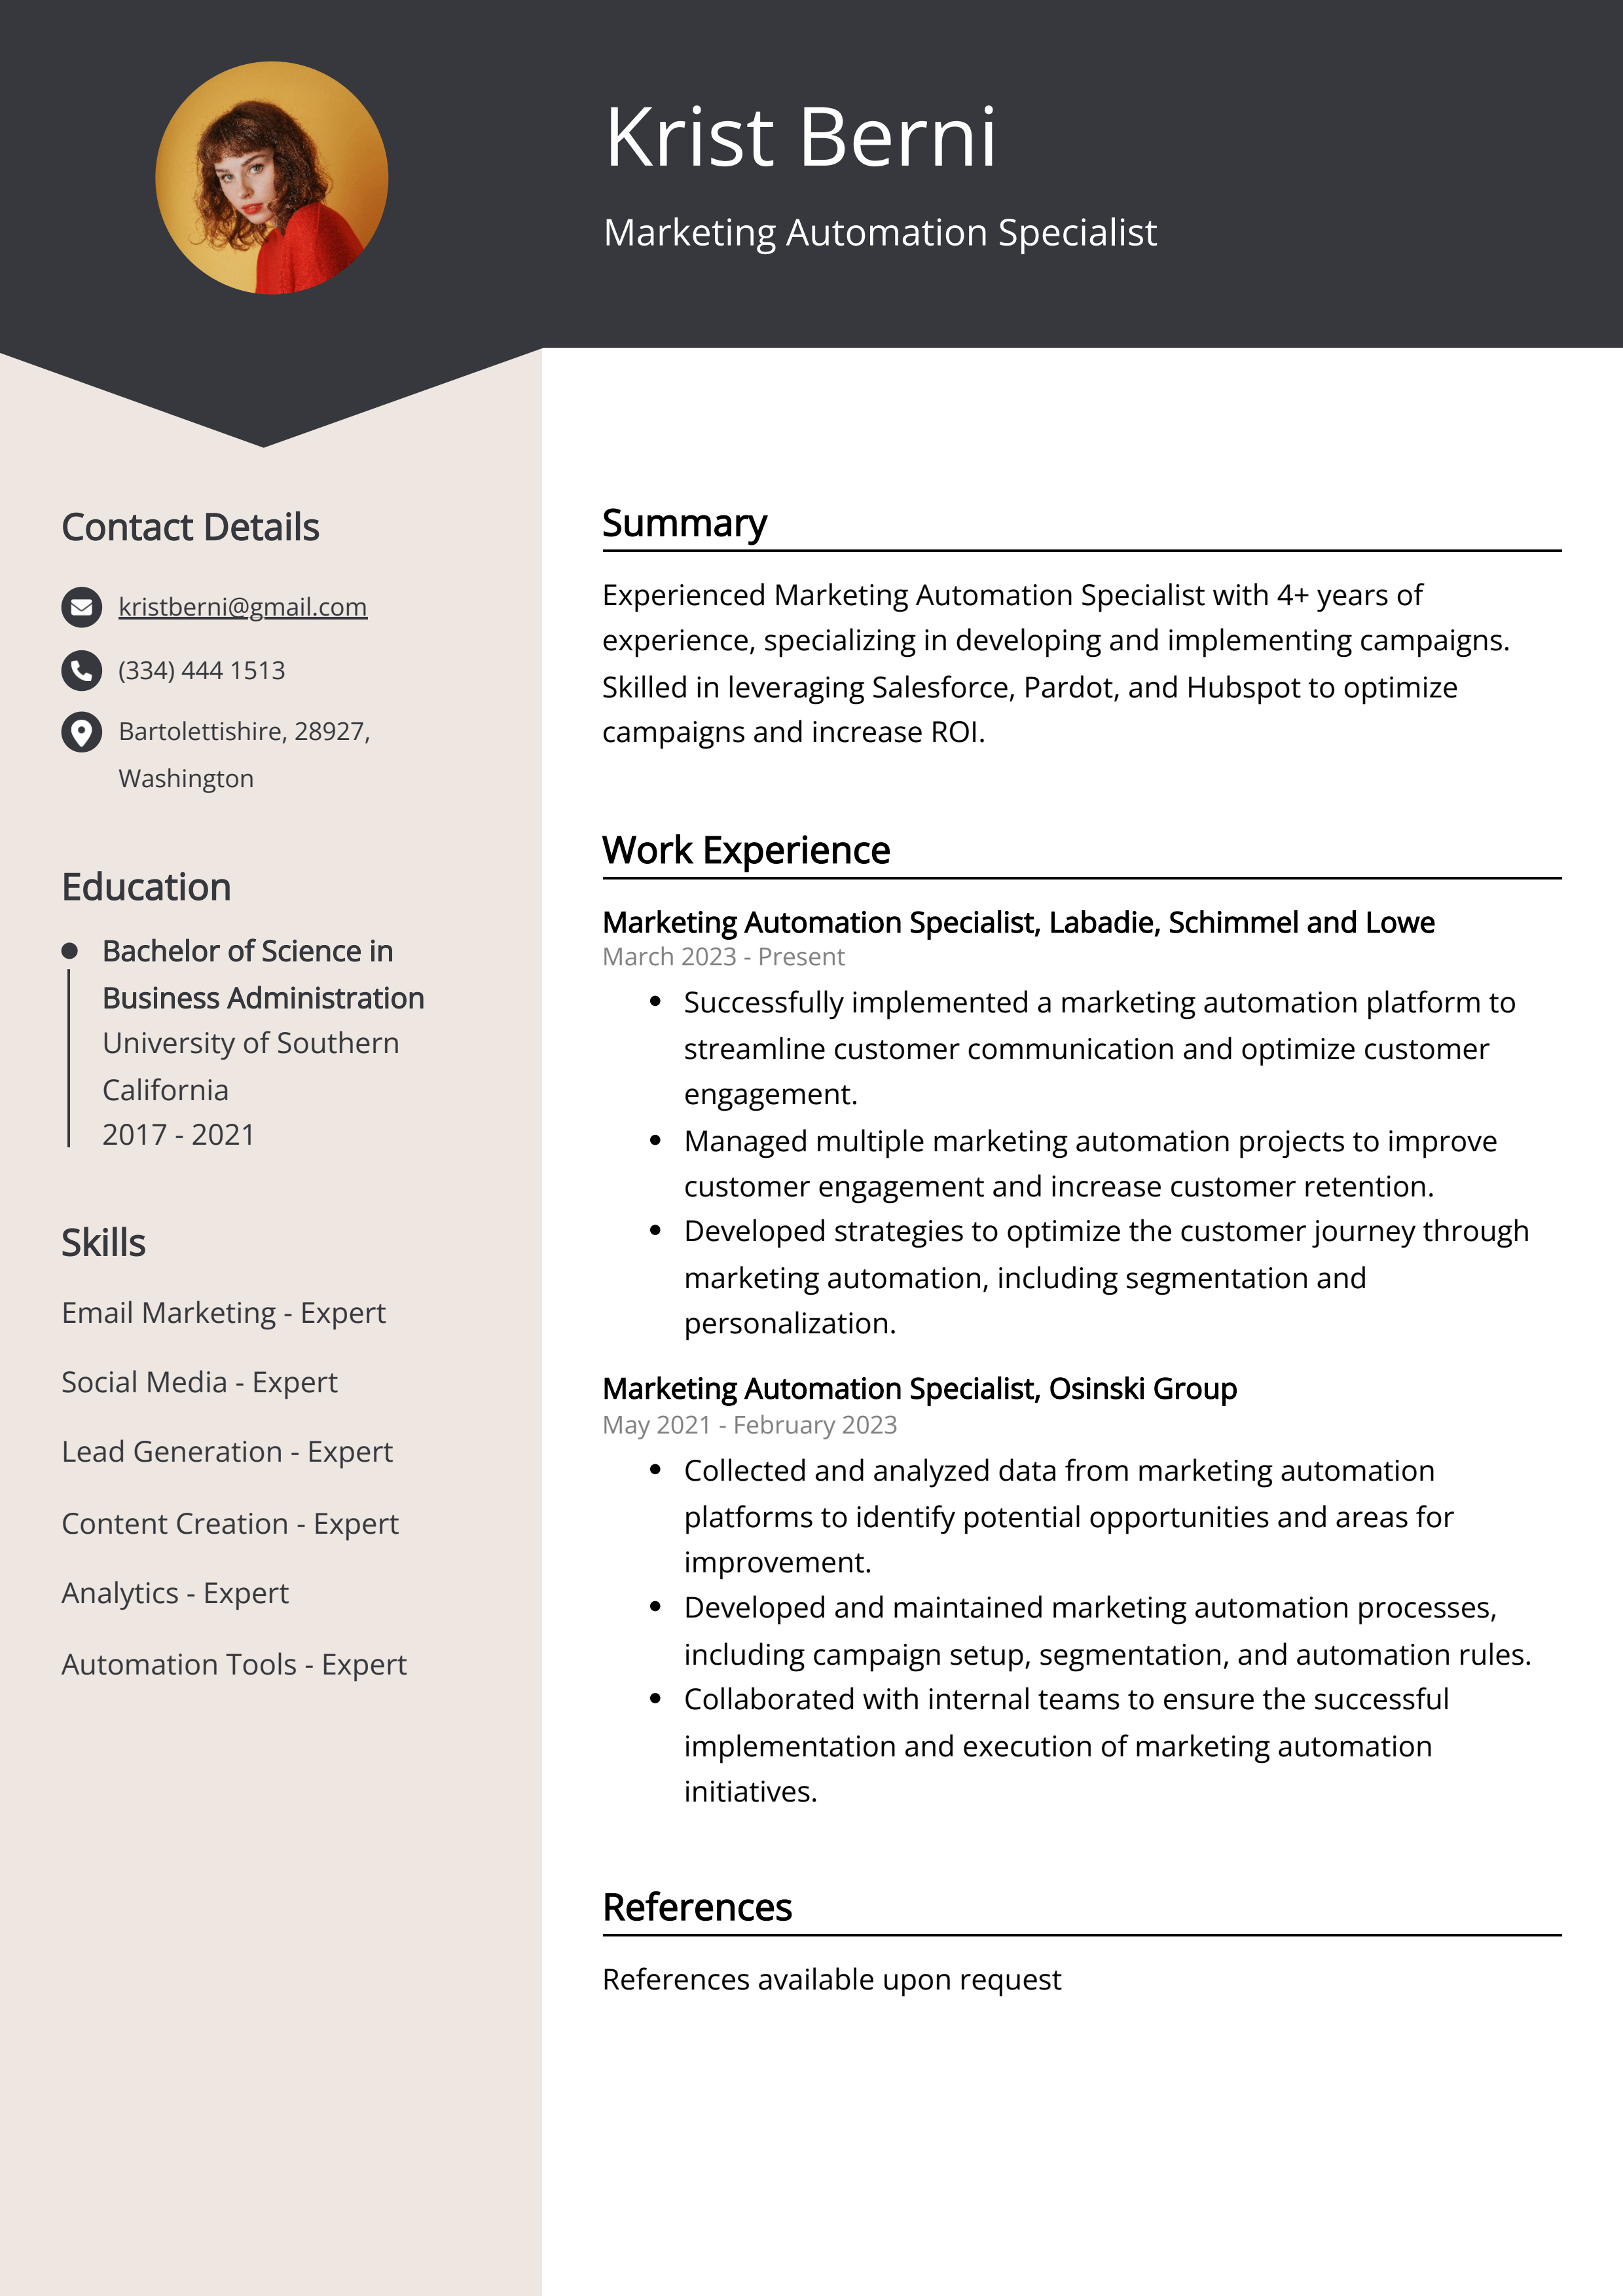 Krist Berni
Marketing Automation Specialist
Contact Details
kristberni@gmail.com
(334) 444 1513
Bartolettishire, 28927,
Washington
Education
Bachelor of Science in
Business Administration
University of Southern
California
2017 - 2021
Skills
Email Marketing - Expert
Social Media - Expert
Lead Generation - Expert
Content Creation - Expert
Analytics - Expert
Automation Tools - Expert
Summary
Experienced Marketing Automation Specialist with 4+ years of
experience, specializing in developing and implementing campaigns.
Skilled in leveraging Salesforce, Pardot, and Hubspot to optimize
campaigns and increase ROI.
Work Experience
Marketing Automation Specialist, Labadie, Schimmel and Lowe
March 2023 - Present
• Successfully implemented a marketing automation platform to
streamline customer communication and optimize customer
engagement.
• Managed multiple marketing automation projects to improve
customer engagement and increase customer retention.
• Developed strategies to optimize the customer journey through
marketing automation, including segmentation and
personalization.
Marketing Automation Specialist, Osinski Group
May 2021 - February 2023
• Collected and analyzed data from marketing automation
platforms to identify potential opportunities and areas for
improvement.
• Developed and maintained marketing automation processes,
including campaign setup, segmentation, and automation rules.
• Collaborated with internal teams to ensure the successful
implementation and execution of marketing automation
initiatives.
References
References available upon request